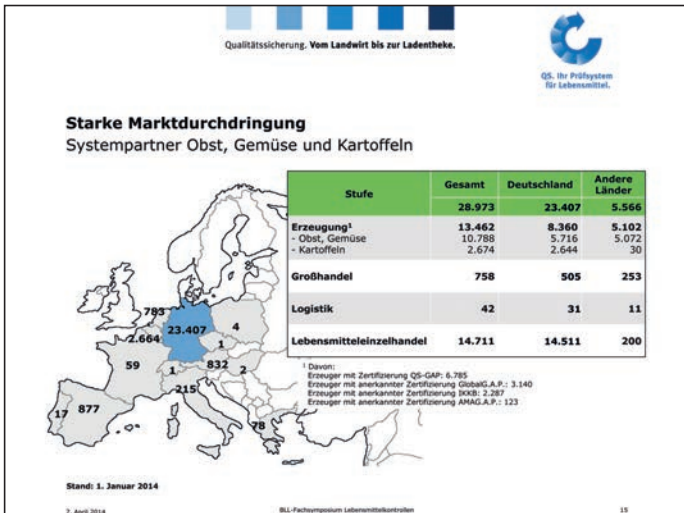 Qualitätssicherung. Vom Landwirt bis zur Ladentheke.
QS. Ihr Prüfsystem
für Lebensmittel.
Starke Marktdurchdringung
Systempartner Obst, Gemüse und Kartoffeln
Stufe Gesamt Deutschland Andere
Länder
28.973 23.407 5.566
Erzeugung¹ 13.462 8.360 5.102
- Obst, Gemüse 10.788 5.716 5.072
- Kartoffeln 2.674 2.644 30
Großhandel 758 505 253
Logistik 42 31 11
Lebensmitteleinzelhandel 14.711 14.511 200
783
23.407
4
2.664
1
59
1
832
2
215
17
877
78
¹ Davon:
Erzeuger mit Zertifizierung QS-GAP: 6.785
Erzeuger mit anerkannter Zertifizierung GlobalG.A.P.: 3.140
Erzeuger mit anerkannter Zertifizierung IKKB: 2.287
Erzeuger mit anerkannter Zertifizierung AMAG.A.P.: 123
Stand: 1. Januar 2014
2. April 2014 BLL-Fachsymposium Lebensmittelkontrollen 15